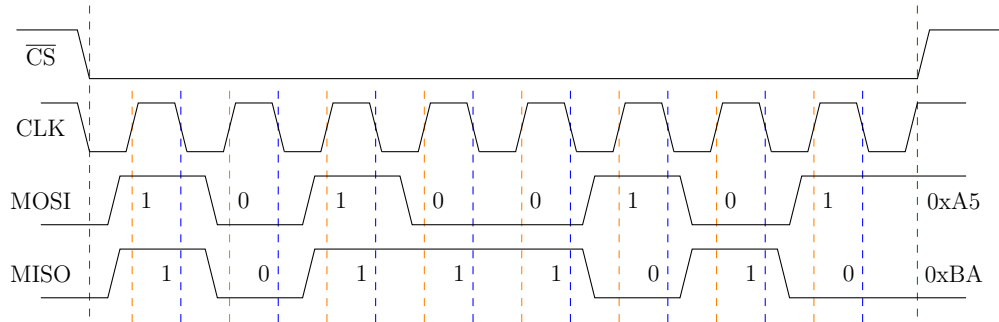 C̅S̅
CLK
MOSI 1 0 1 0 0 1 0 1 0xA5
MISO 1 0 1 1 1 0 1 0 0xBA